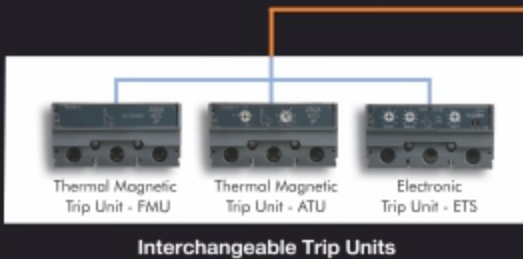 Thermal Magnetic
Trip Unit - FMU
Thermal Magnetic
Trip Unit - ATU
Electronic
Trip Unit - ETS
Interchangeable Trip Units